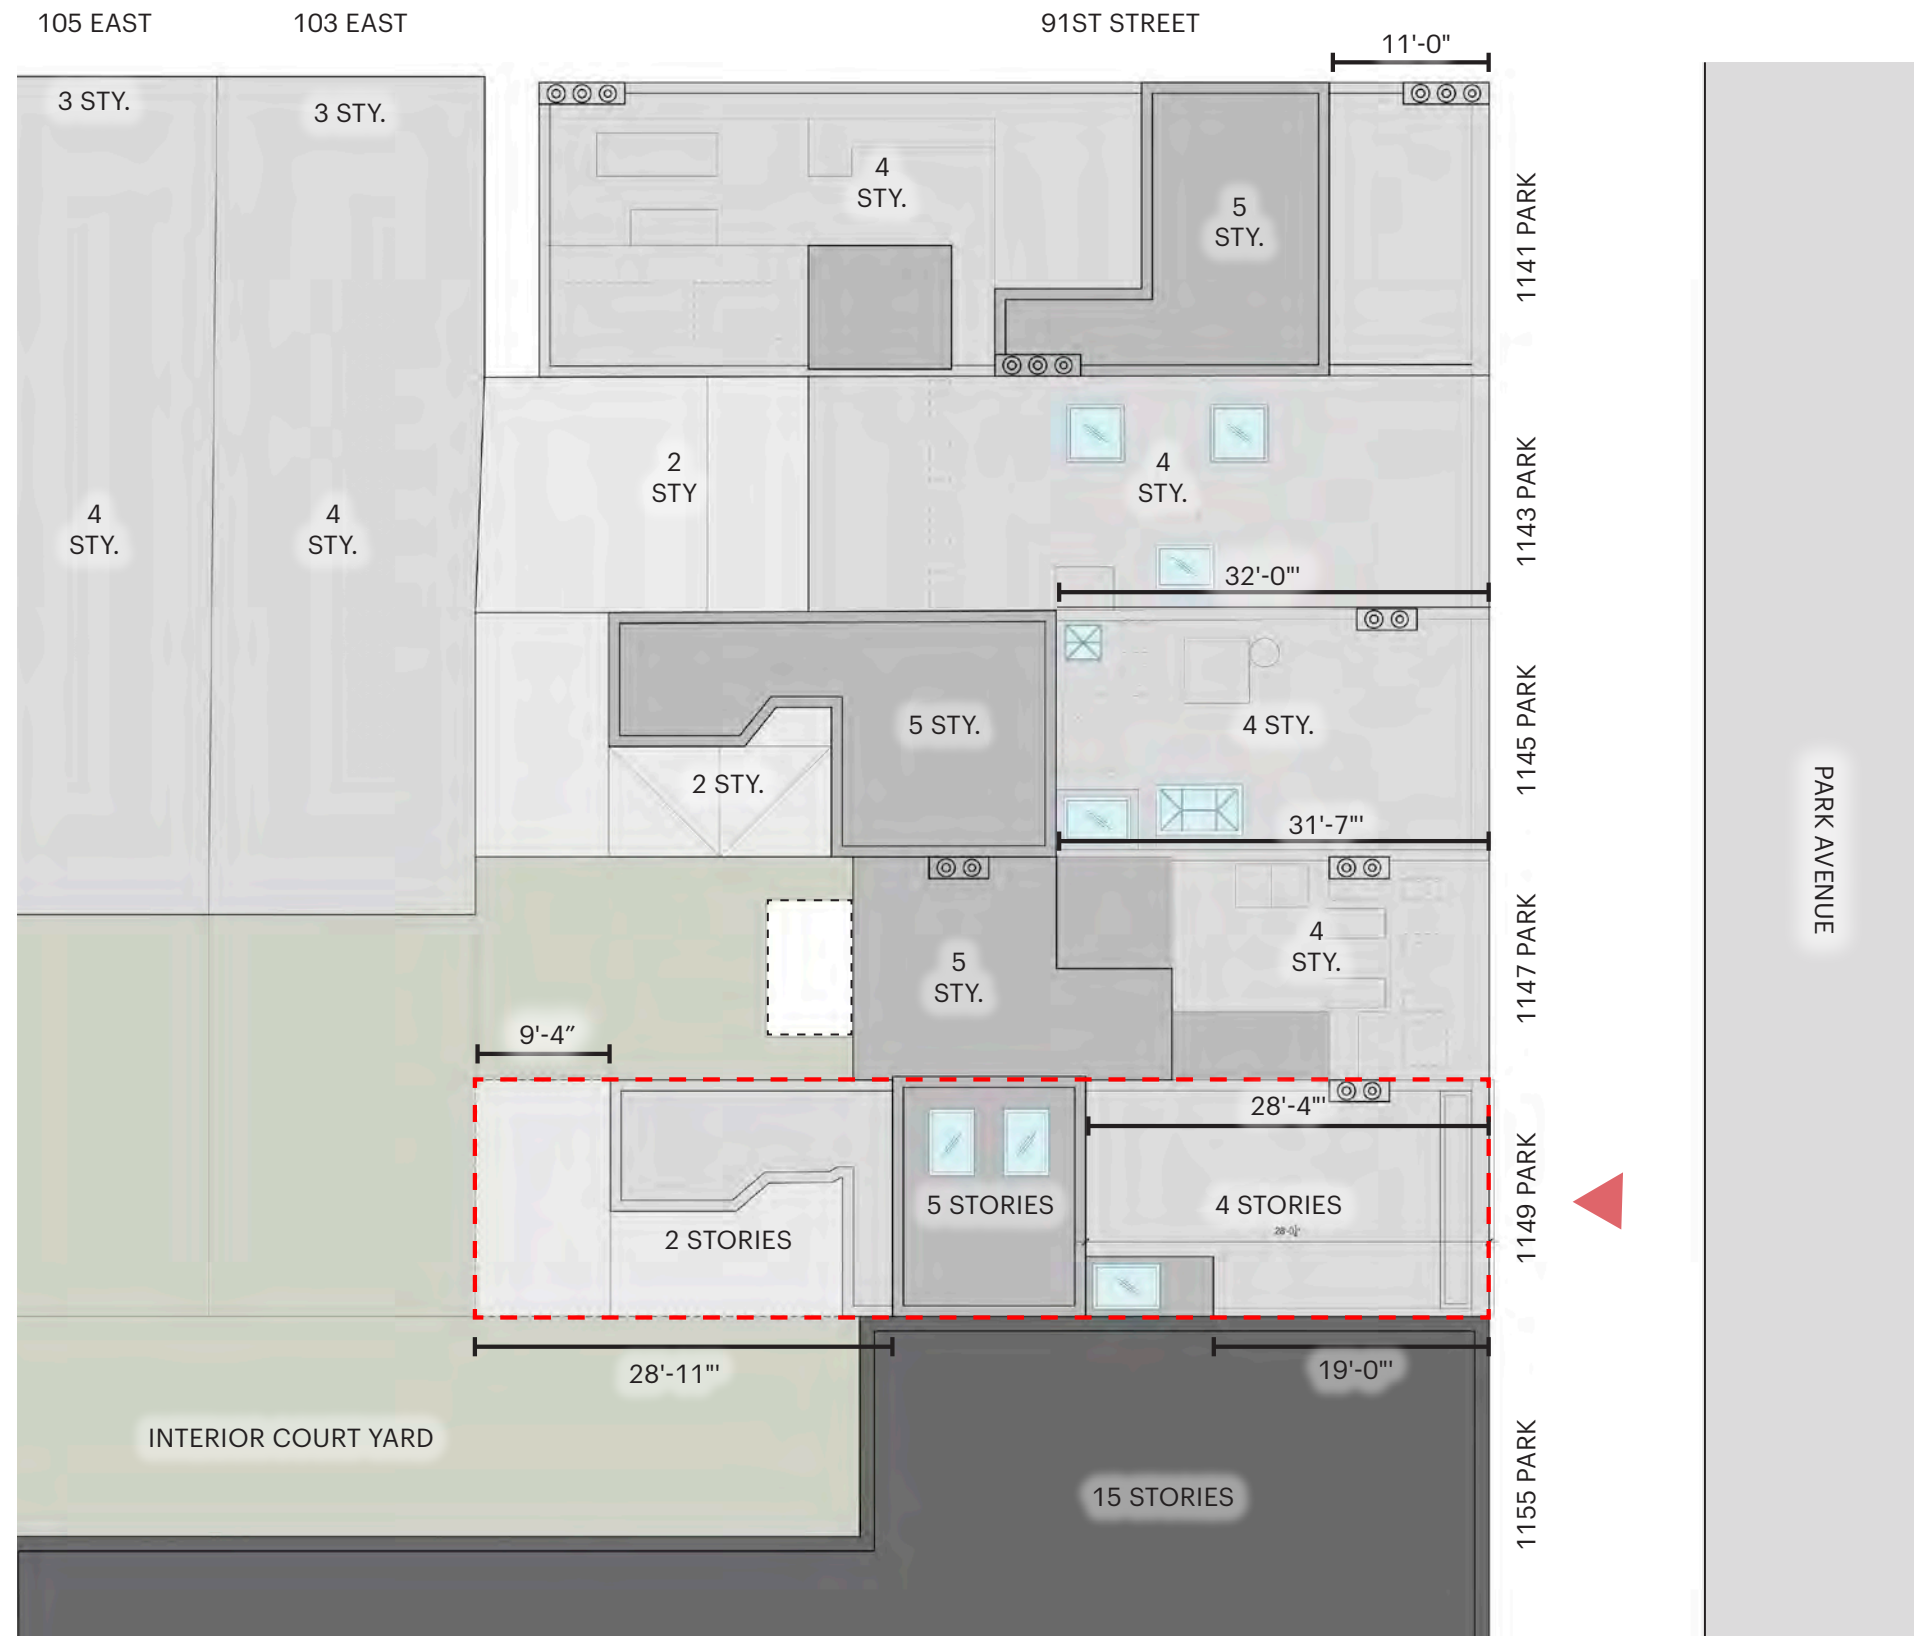 105 EAST
103 EAST
91ST STREET
11'-0"
3 STY.
3 STY.
4
STY.
5
STY.
1141 PARK
2
STY
4
STY.
1143 PARK
4
STY.
4
STY.
32'-0"'
5 STY.
4 STY.
2 STY.
1145 PARK
31'-7"'
PARK AVENUE
5
STY.
4
STY.
1147 PARK
9'-4"
28'-4"'
5 STORIES
4 STORIES
2 STORIES
1149 PARK
28'-11"'
19'-0"'
INTERIOR COURT YARD
15 STORIES
1155 PARK